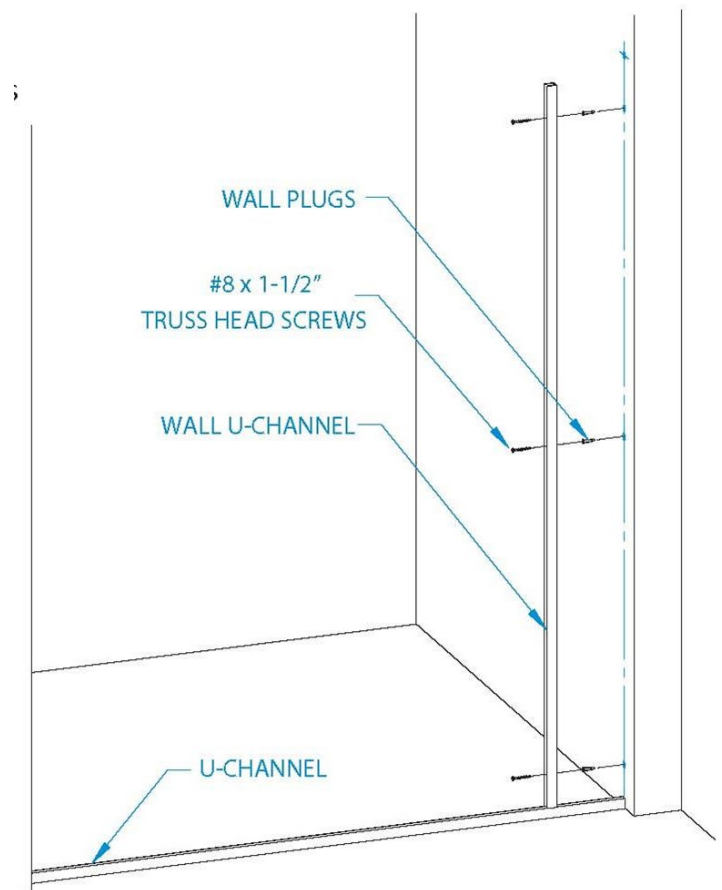 WALL PLUGS
#8 x 1-1/2"
TRUSS HEAD SCREWS
WALL U-CHANNEL
U-CHANNEL